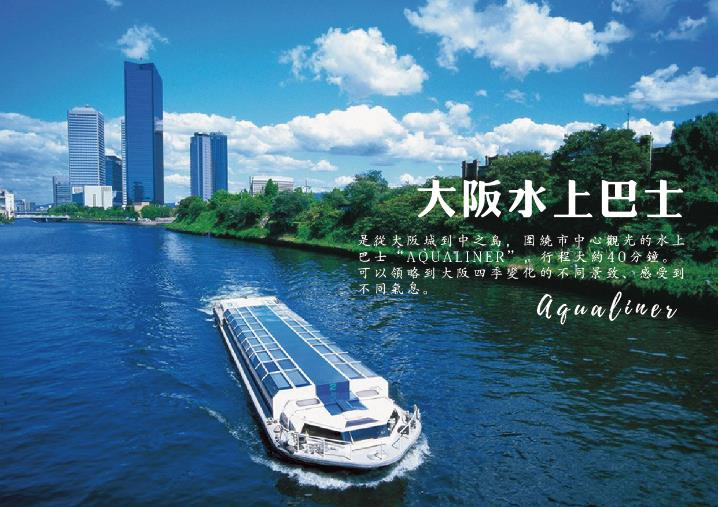 大阪水上巴士
是從大阪城到中之島，圍繞市中心觀光的水上
巴士“AQUALINER”，行程大約40分鐘。
可以領略到大阪四季變化的不同景致、感受到
不同氣息。
Aqualiner